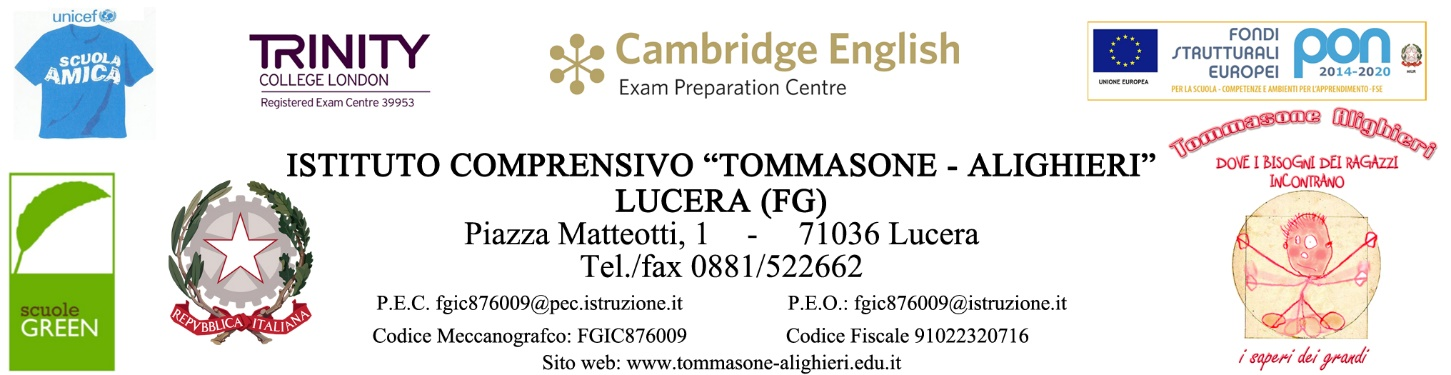 unicef
SCUOLA
AMICA
TRINITY
COLLEGE LONDON
Registered Exam Centre 39953
Cambridge English
Exam Preparation Centre
UNIONE EUROPEA
FONDI
STRUTTURALI
EUROPEI
pon
2014-2020
MIUR
PER LA SCUOLA - COMPETENZE E AMBIENTI PER L'APPRENDIMENTO - FSE
Tommasone Alighieri
DOVE I BISOGNI DEI RAGAZZI
INCONTRANO
i saperi dei grandi
scuole
GREEN
REPVBBLICA ITALIANA
ISTITUTO COMPRENSIVO “TOMMASONE - ALIGHIERI”
LUCERA (FG)
Piazza Matteotti, 1 - 71036 Lucera
Tel./fax 0881/522662
P.E.C. fgic876009@pec.istruzione.it P.E.O.: fgic876009@istruzione.it
Codice Meccanografco: FGIC876009 Codice Fiscale 91022320716
Sito web: www.tommasone-alighieri.edu.it